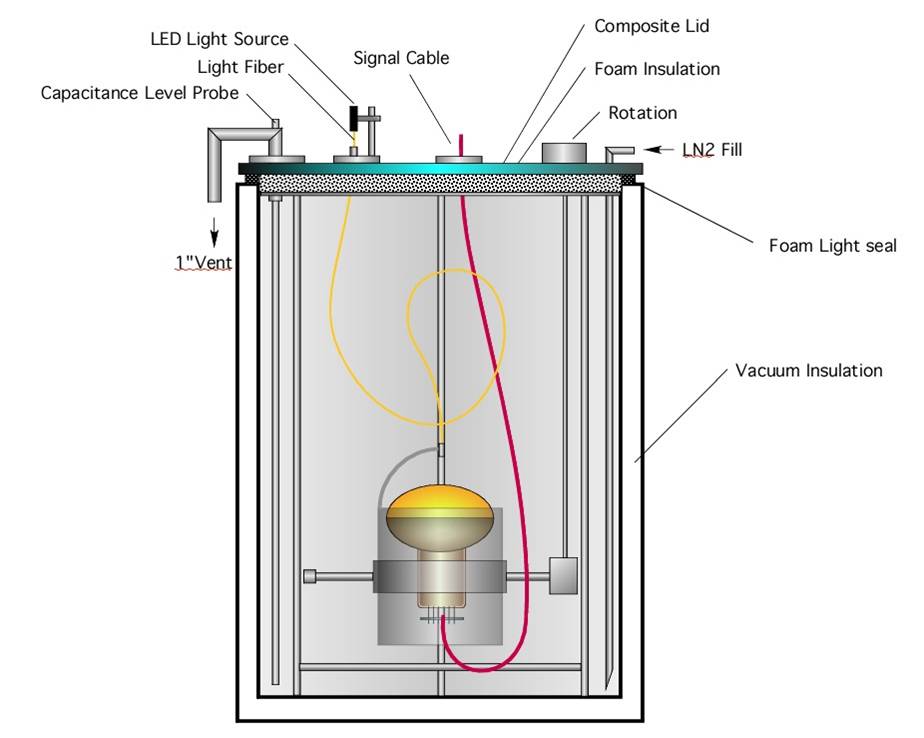 LED Light Source
Light Fiber
Capacitance Level Probe
Signal Cable
Composite Lid
Foam Insulation
Rotation
LN2 Fill
Foam Light seal
1"Vent
Vacuum Insulation